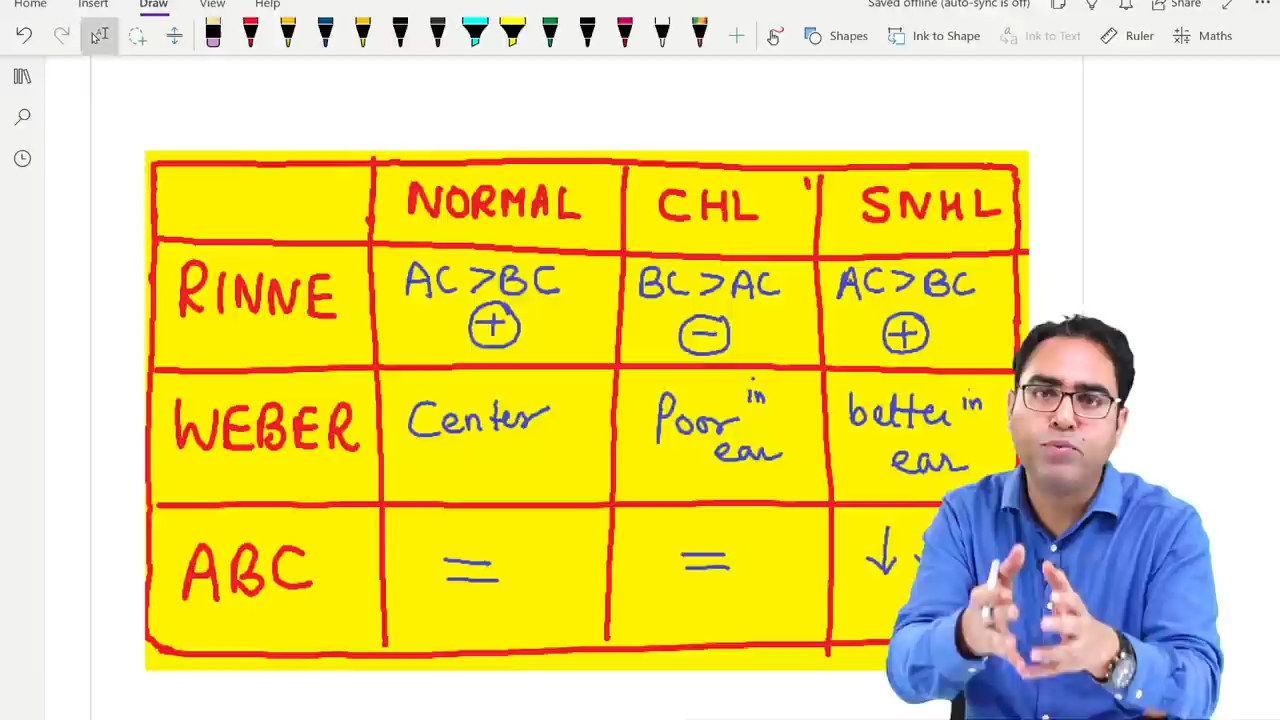 Home Insert Draw View Help Saved offline (auto-sync is off) Share
Shapes Ink to Shape Ink to Text Ruler Maths
NORMAL CHL SNHL
RINNE AC>BC BC>AC AC>BC
+ − +
WEBER Center Poor in ear better in ear
ABC = = ↓